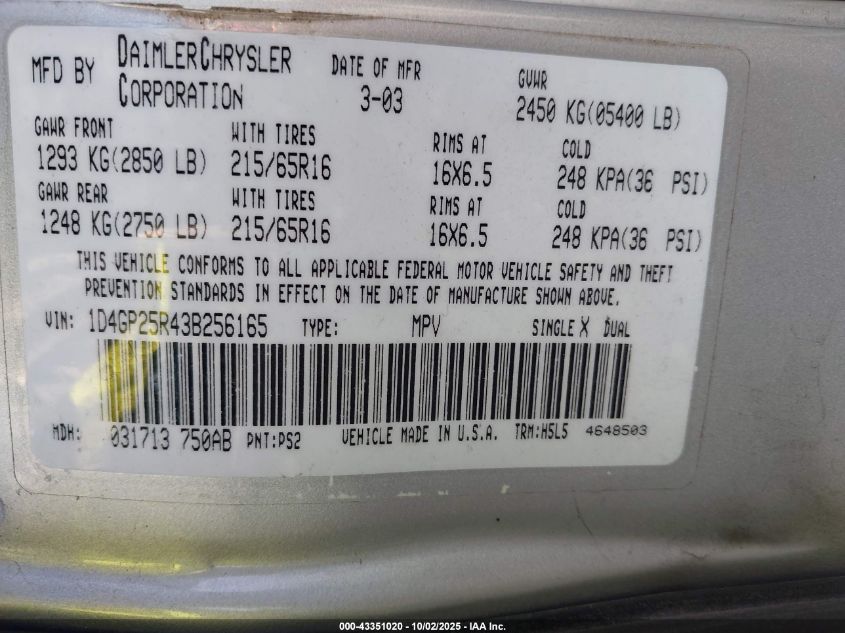 MFD BY DAIMLERCHRYSLER CORPORATION
DATE OF MFR 3-03
GVWR 2450 KG(05400 LB)
GAWR FRONT WITH TIRES RIMS AT COLD
1293 KG(2850 LB) 215/65R16 16X6.5 248 KPA(36 PSI)
GAWR REAR WITH TIRES RIMS AT COLD
1248 KG(2750 LB) 215/65R16 16X6.5 248 KPA(36 PSI)
THIS VEHICLE CONFORMS TO ALL APPLICABLE FEDERAL MOTOR VEHICLE SAFETY AND THEFT
PREVENTION STANDARDS IN EFFECT ON THE DATE OF MANUFACTURE SHOWN ABOVE.
VIN: 1D4GP25R43B256165 TYPE: MPV SINGLE X DUAL
MDH: 031713 750AB PNT:PS2 VEHICLE MADE IN U.S.A. TRM:H5L5 4648503
000-43351020 - 10/02/2025 - IAA Inc.